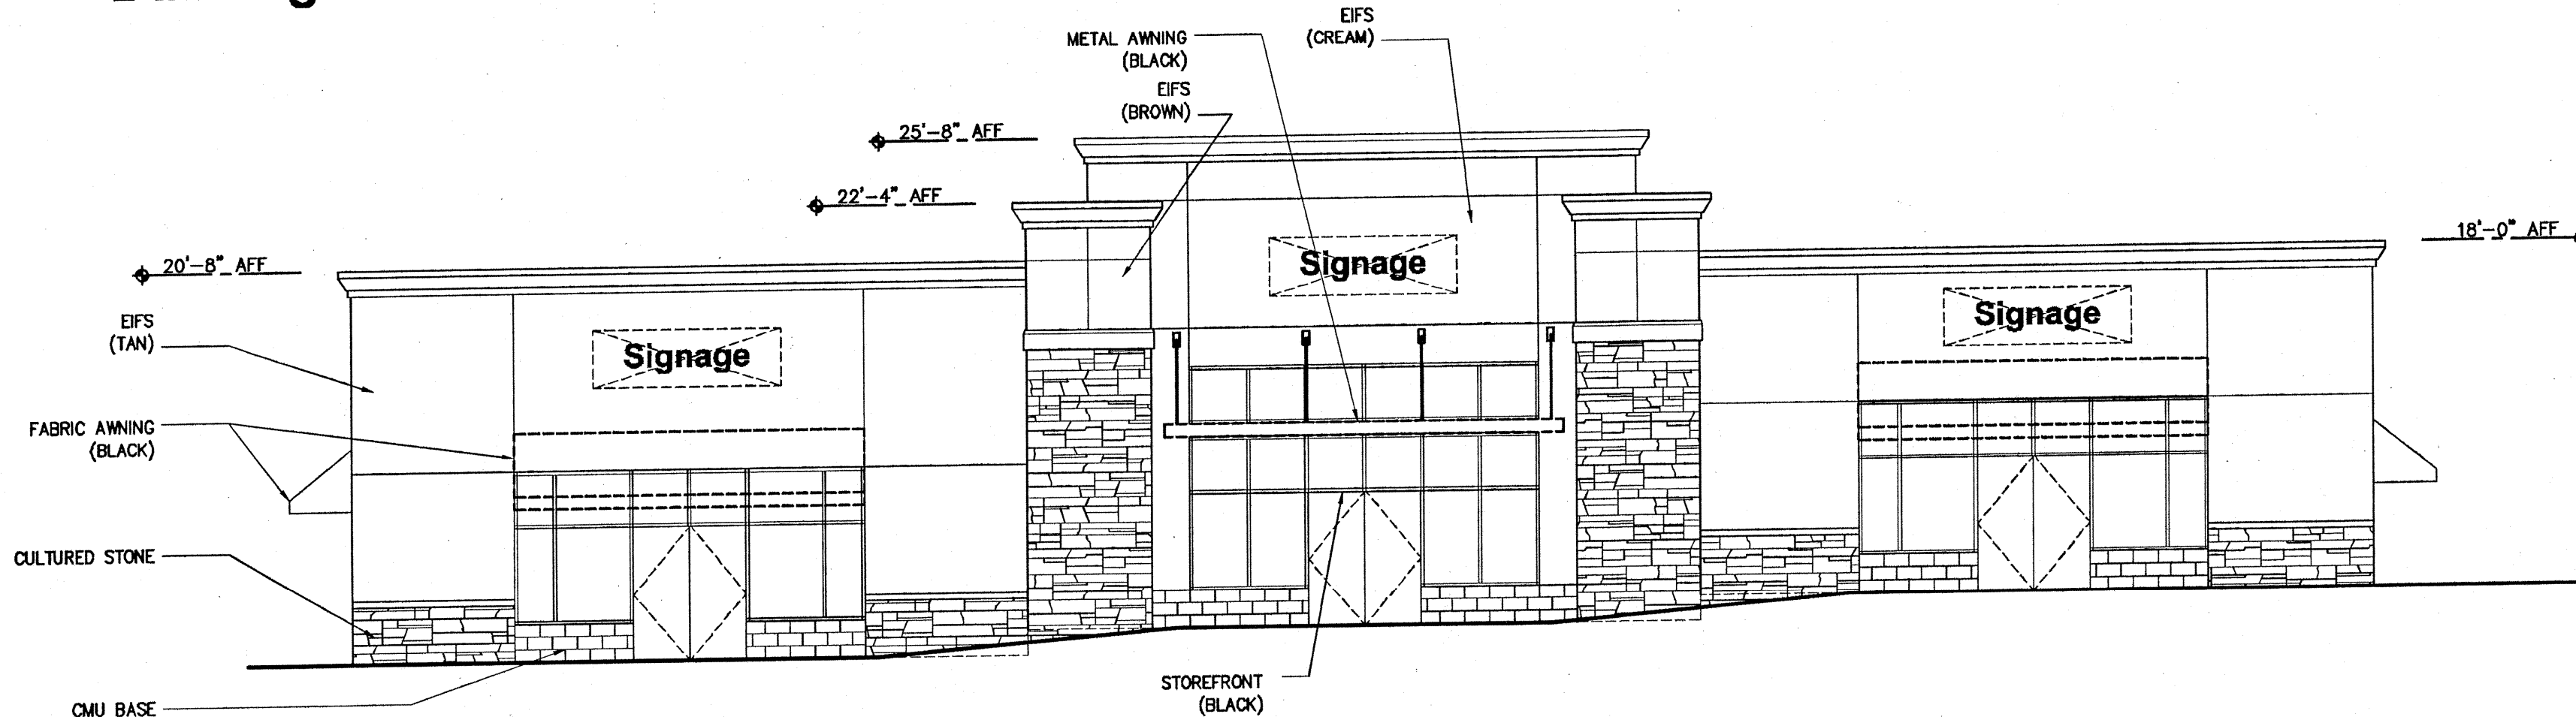 EIFS
(CREAM)
METAL AWNING
(BLACK)
EIFS
(BROWN)
25'-8" AFF
22'-4" AFF
20'-8" AFF
18'-0" AFF
Signage
Signage
Signage
EIFS
(TAN)
FABRIC AWNING
(BLACK)
CULTURED STONE
CMU BASE
STOREFRONT
(BLACK)